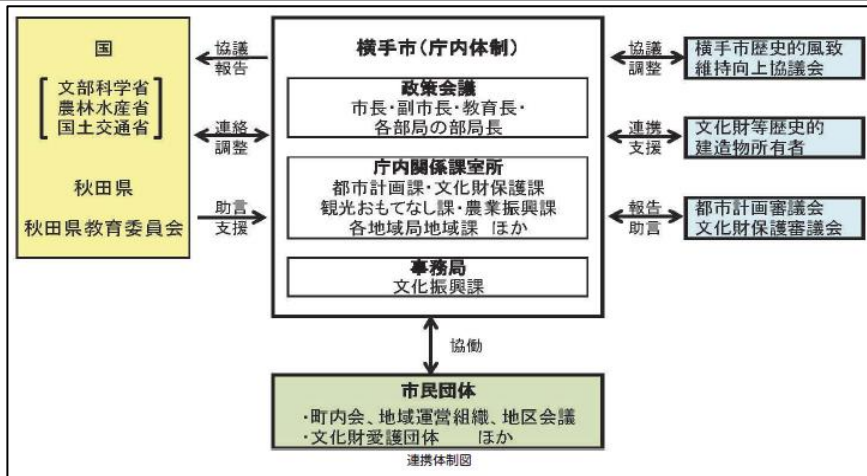 国
文部科学省
農林水産省
国土交通省
秋田県
秋田県教育委員会
協議
報告
連絡
調整
助言
支援
横手市(庁内体制)
政策会議
市長・副市長・教育長・
各部局の部局長
庁内関係課室所
都市計画課・文化財保護課
観光おもてなし課・農業振興課
各地域局地域課 ほか
事務局
文化振興課
協議
調整
連携
支援
報告
助言
横手市歴史的風致
維持向上協議会
文化財等歴史的
建造物所有者
都市計画審議会
文化財保護審議会
協働
市民団体
・町内会、地域運営組織、地区会議
・文化財愛護団体 ほか
連携体制図